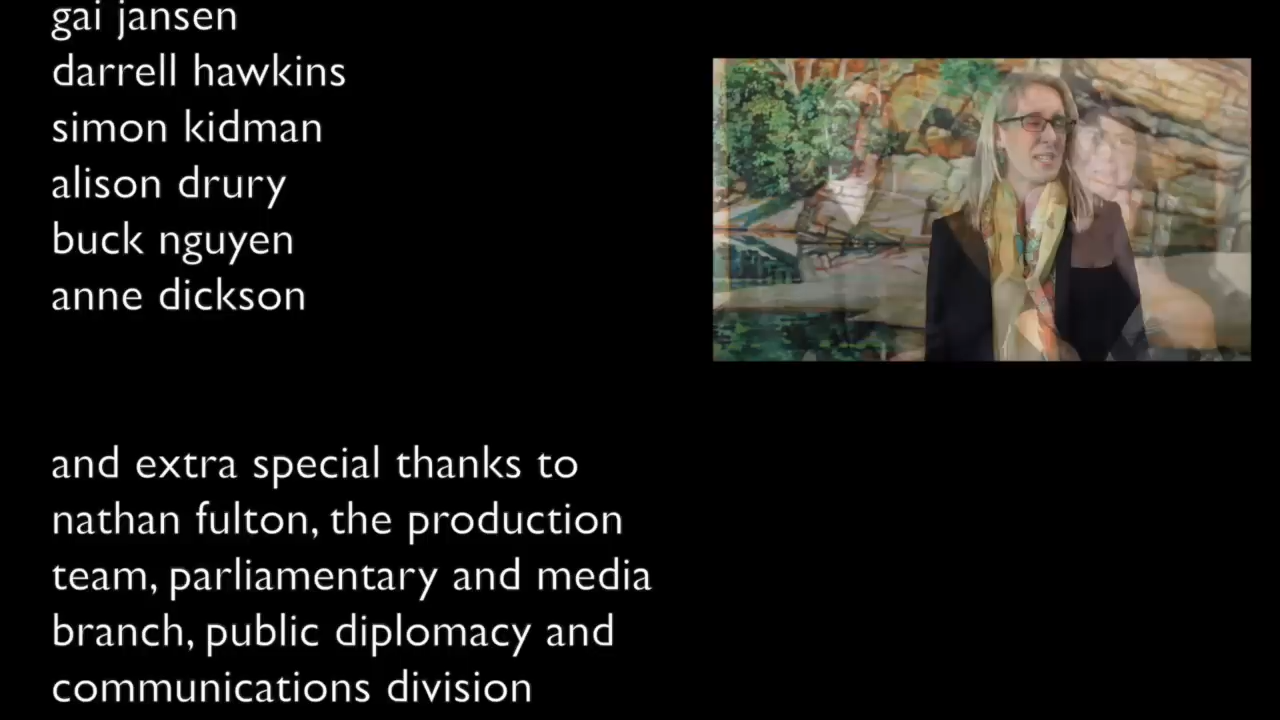 gai jansen
darrell hawkins
simon kidman
alison drury
buck nguyen
anne dickson
and extra special thanks to
nathan fulton, the production
team, parliamentary and media
branch, public diplomacy and
communications division